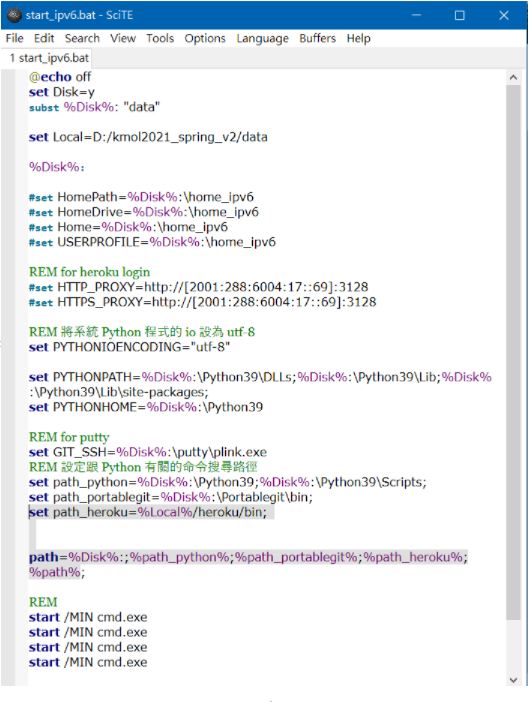 start_ipv6.bat - SciTE
File Edit Search View Tools Options Language Buffers Help
1 start_ipv6.bat
@echo off
set Disk=y
subst %Disk%: "data"
set Local=D:/kmol2021_spring_v2/data
%Disk%:
#set HomePath=%Disk%:\home_ipv6
#set HomeDrive=%Disk%:\home_ipv6
#set Home=%Disk%:\home_ipv6
#set USERPROFILE=%Disk%:\home_ipv6
REM for heroku login
#set HTTP_PROXY=http://[2001:288:6004:17::69]:3128
#set HTTPS_PROXY=http://[2001:288:6004:17::69]:3128
REM 將系統 Python 程式的 io 設為 utf-8
set PYTHONIOENCODING="utf-8"
set PYTHONPATH=%Disk%:\Python39\DLLs;%Disk%:\Python39\Lib;%Disk%
:\Python39\Lib\site-packages;
set PYTHONHOME=%Disk%:\Python39
REM for putty
set GIT_SSH=%Disk%:\putty\plink.exe
REM 設定跟 Python 有關的命令搜尋路徑
set path_python=%Disk%:\Python39;%Disk%:\Python39\Scripts;
set path_portablegit=%Disk%:\Portablegit\bin;
set path_heroku=%Local%/heroku/bin;
path=%Disk%:;%path_python%;%path_portablegit%;%path_heroku%;
%path%;
REM
start /MIN cmd.exe
start /MIN cmd.exe
start /MIN cmd.exe
start /MIN cmd.exe